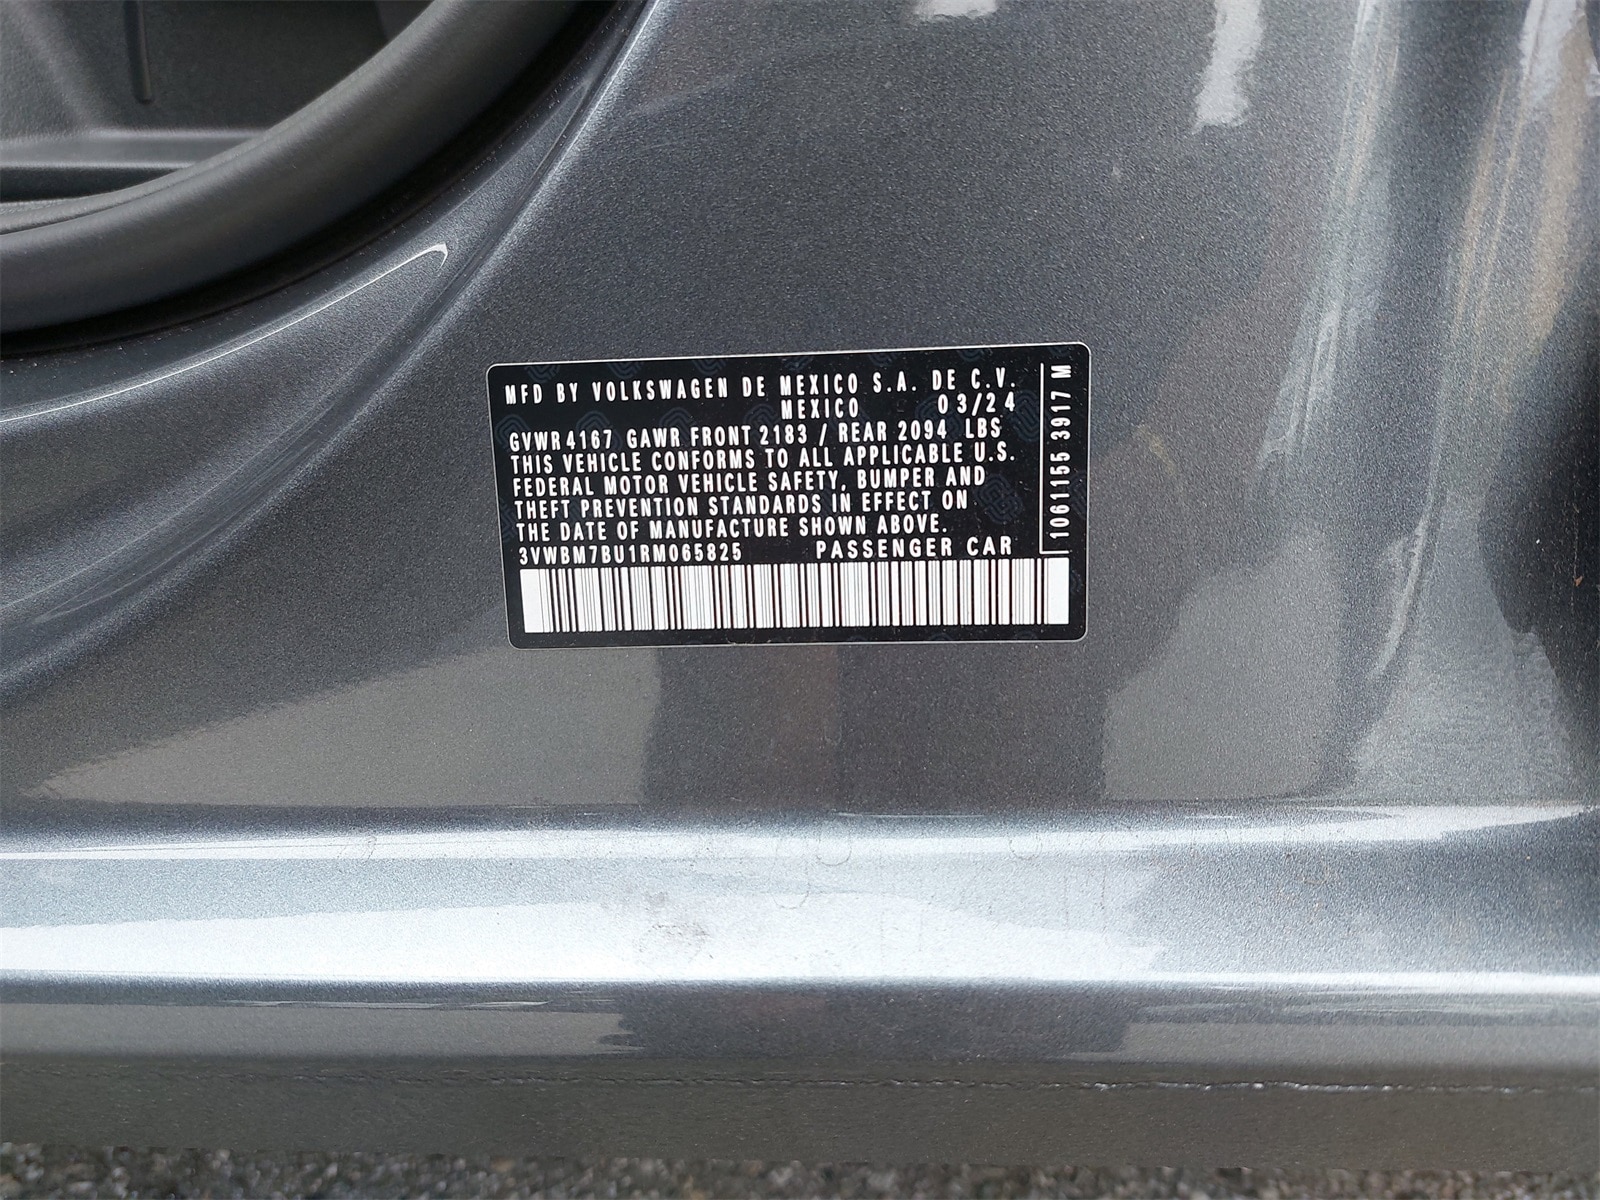 MFD BY VOLKSWAGEN DE MEXICO S.A. DE C.V.
MEXICO 03/24
GVWR 4167 GAWR FRONT 2183 / REAR 2094 LBS
THIS VEHICLE CONFORMS TO ALL APPLICABLE U.S.
FEDERAL MOTOR VEHICLE SAFETY, BUMPER AND
THEFT PREVENTION STANDARDS IN EFFECT ON
THE DATE OF MANUFACTURE SHOWN ABOVE.
3VWBM7BU1RM065825 PASSENGER CAR
1061155 3917 M